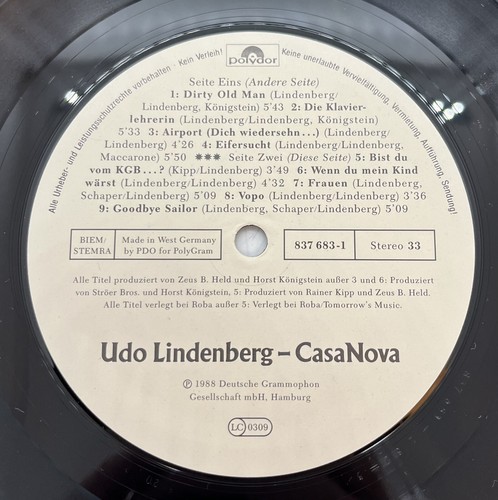 Alle Urheber- und Leistungsschutzrechte vorbehalten · Kein Verleih! Keine unerlaubte Vervielfältigung, Vermietung, Aufführung, Sendung!
Polydor
Seite Eins (Andere Seite)
1: Dirty Old Man (Lindenberg/
Lindenberg, Königstein) 5'43 2: Die Klavier-
lehrerin (Lindenberg/Lindenberg, Königstein)
5'33 3: Airport (Dich wiedersehn...) (Lindenberg/
Lindenberg) 4'26 4: Eifersucht (Lindenberg/Lindenberg,
Maccarone) 5'50 ✸✸✸ Seite Zwei (Diese Seite) 5: Bist du
vom KGB...? (Kipp/Lindenberg) 3'49 6: Wenn du mein Kind
wärst (Lindenberg/Lindenberg) 4'32 7: Frauen (Lindenberg,
Schaper/Lindenberg) 5'09 8: Vopo (Lindenberg/Lindenberg) 3'36
9: Goodbye Sailor (Lindenberg, Schaper/Lindenberg) 5'09
BIEM/
STEMRA
Made in West Germany
by PDO for PolyGram
837 683-1
Stereo 33
Alle Titel produziert von Zeus B. Held und Horst Königstein außer 3 und 6: Produziert
von Ströer Bros. und Horst Königstein, 5: Produziert von Rainer Kipp und Zeus B. Held.
Alle Titel verlegt bei Roba außer 5: Verlegt bei Roba/Tomorrow's Music.
Udo Lindenberg – CasaNova
℗ 1988 Deutsche Grammophon
Gesellschaft mbH, Hamburg
LC 0309